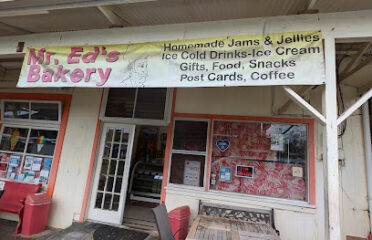 Mr. Ed's
Bakery
Homemade Jams & Jellies
Ice Cold Drinks-Ice Cream
Gifts, Food, Snacks
Post Cards, Coffee